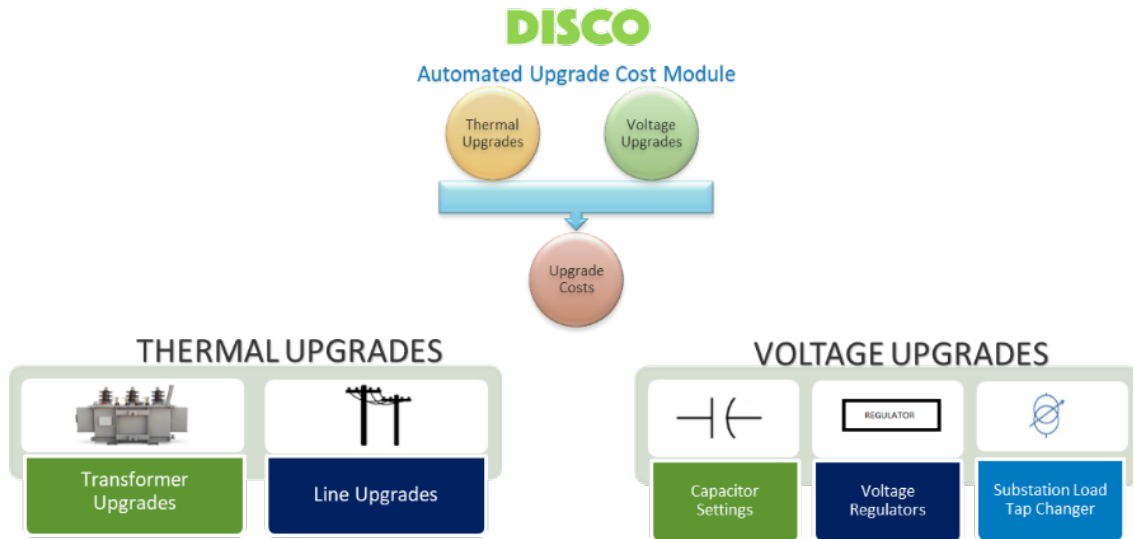 DISCO
Automated Upgrade Cost Module
Thermal
Upgrades
Voltage
Upgrades
Upgrade
Costs
THERMAL UPGRADES
Transformer
Upgrades
Line Upgrades
VOLTAGE UPGRADES
REGULATOR
Capacitor
Settings
Voltage
Regulators
Substation Load
Tap Changer